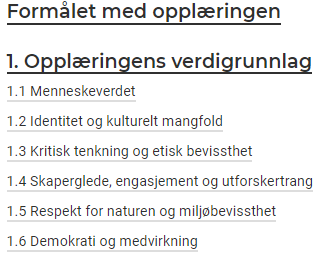 Formålet med opplæringen
1. Opplæringens verdigrunnlag
1.1 Menneskeverdet
1.2 Identitet og kulturelt mangfold
1.3 Kritisk tenkning og etisk bevissthet
1.4 Skaperglede, engasjement og utforskertrang
1.5 Respekt for naturen og miljøbevissthet
1.6 Demokrati og medvirkning